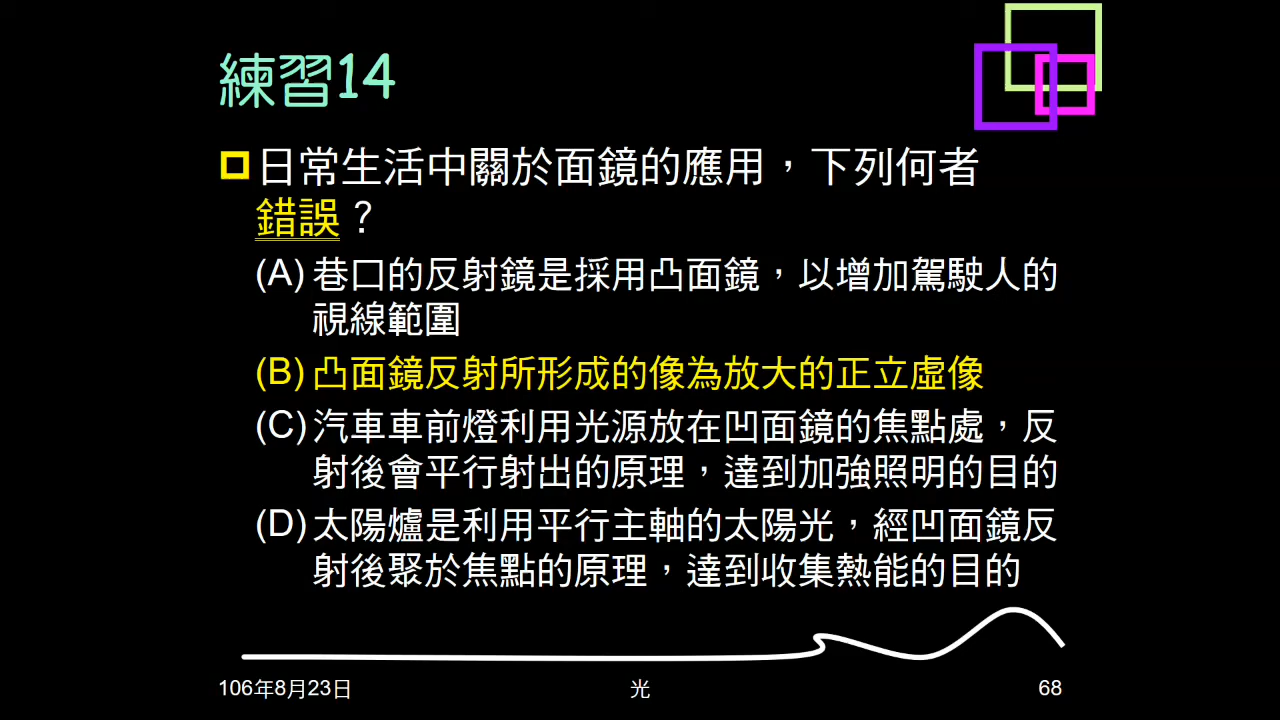 練習14
日常生活中關於面鏡的應用，下列何者
錯誤？
(A) 巷口的反射鏡是採用凸面鏡，以增加駕駛人的
視線範圍
(B) 凸面鏡反射所形成的像為放大的正立虛像
(C) 汽車車前燈利用光源放在凹面鏡的焦點處，反
射後會平行射出的原理，達到加強照明的目的
(D) 太陽爐是利用平行主軸的太陽光，經凹面鏡反
射後聚於焦點的原理，達到收集熱能的目的
106年8月23日
光
68